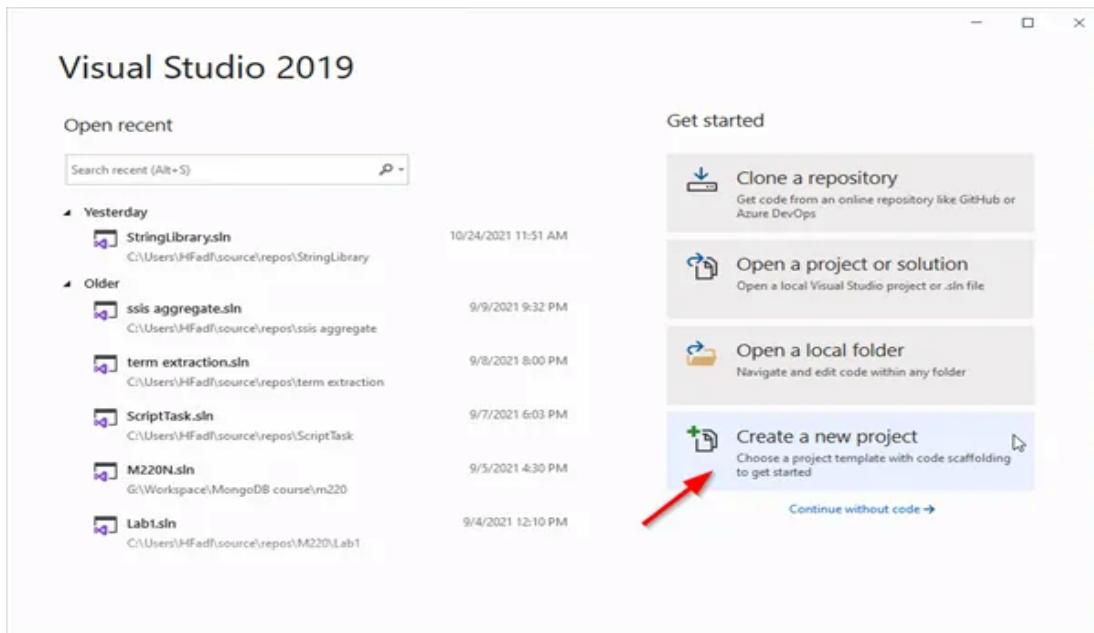 Visual Studio 2019
Open recent
Search recent (Alt+S)
Yesterday
StringLibrary.sln 10/24/2021 11:51 AM
C:\Users\HFadl\source\repos\StringLibrary
Older
ssis aggregate.sln 9/9/2021 9:32 PM
C:\Users\HFadl\source\repos\ssis aggregate
term extraction.sln 9/8/2021 8:00 PM
C:\Users\HFadl\source\repos\term extraction
ScriptTask.sln 9/7/2021 6:03 PM
C:\Users\HFadl\source\repos\ScriptTask
M220N.sln 9/5/2021 4:30 PM
G:\Workspace\MongoDB course\m220
Lab1.sln 9/4/2021 12:10 PM
C:\Users\HFadl\source\repos\M220\Lab1
Get started
Clone a repository
Get code from an online repository like GitHub or
Azure DevOps
Open a project or solution
Open a local Visual Studio project or .sln file
Open a local folder
Navigate and edit code within any folder
Create a new project
Choose a project template with code scaffolding
to get started
Continue without code →